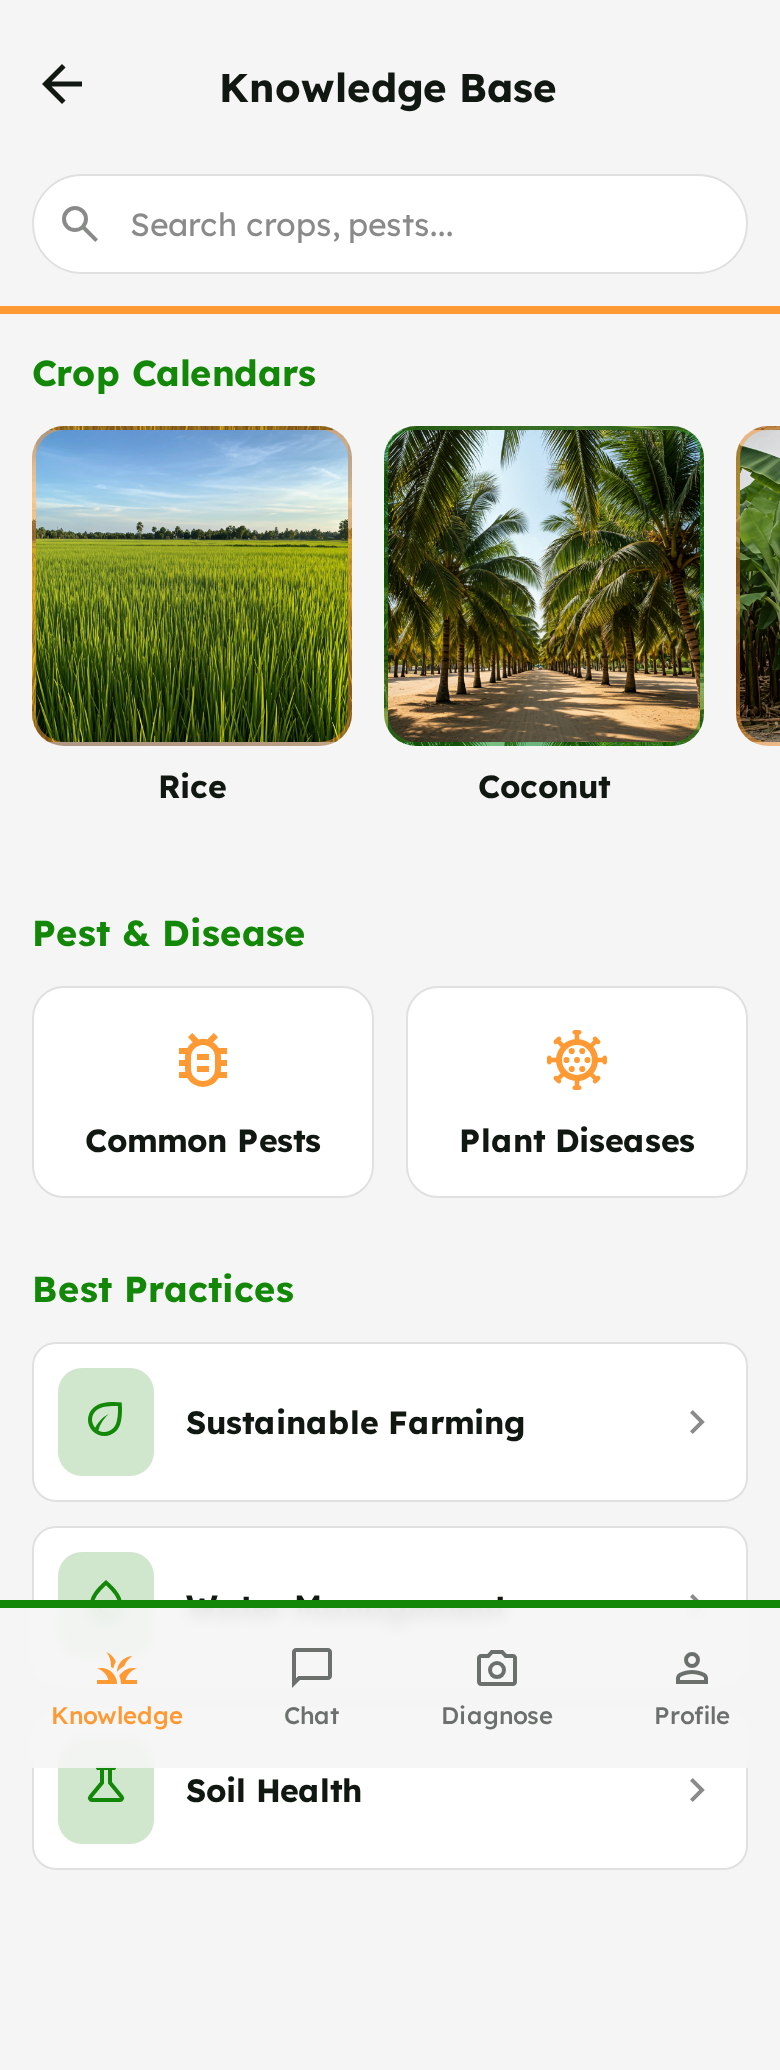 Knowledge Base
Search crops, pests...
Crop Calendars
Rice
Coconut
Pest & Disease
Common Pests
Plant Diseases
Best Practices
Sustainable Farming
Knowledge
Chat
Diagnose
Profile
Soil Health